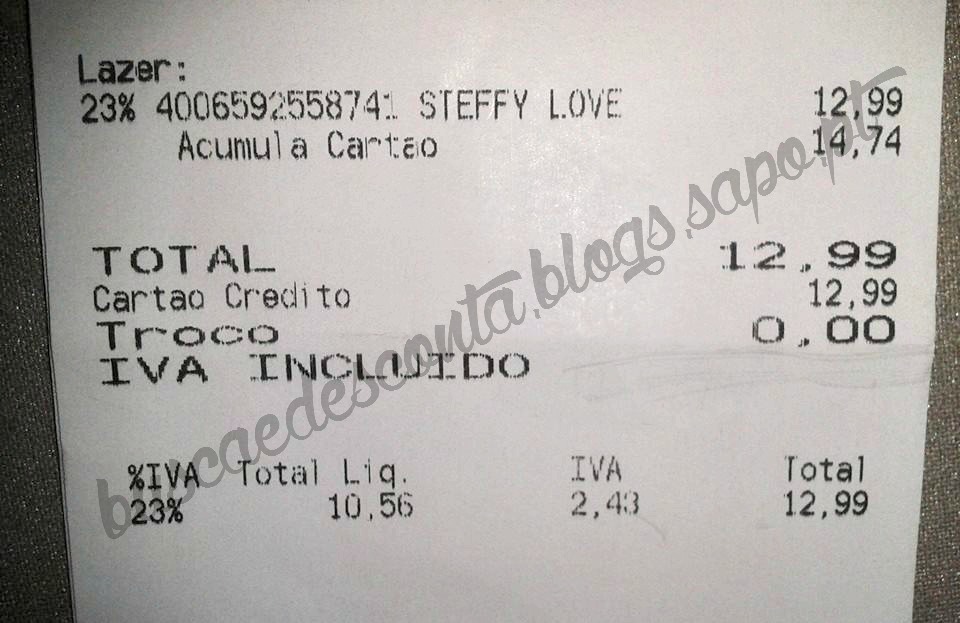 Lazer:
23% 4006592558741 STEFFY LOVE 12,99
Acumula Cartao 14,74
TOTAL 12,99
Cartao Credito 12,99
Troco 0,00
IVA INCLUIDO
%IVA Total Liq. IVA Total
23% 10,56 2,43 12,99
buscaedesconta.blogs.sapo.pt